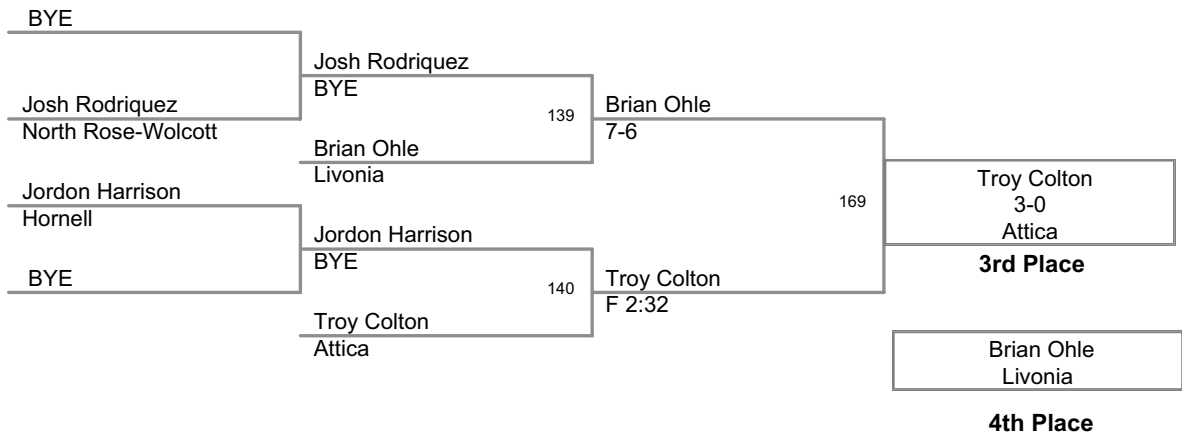 BYE
Josh Rodriquez
BYE
Josh Rodriquez
North Rose-Wolcott
139
Brian Ohle
7-6
Brian Ohle
Livonia
Jordon Harrison
Hornell
169
Troy Colton
3-0
Attica
3rd Place
Jordon Harrison
BYE
BYE
140
Troy Colton
F 2:32
Troy Colton
Attica
Brian Ohle
Livonia
4th Place